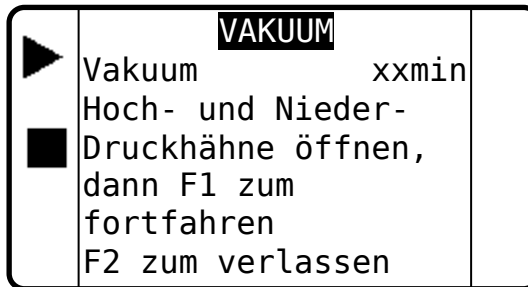 VAKUUM
Vakuum xxmin
Hoch- und Nieder-
Druckhähne öffnen,
dann F1 zum
fortfahren
F2 zum verlassen